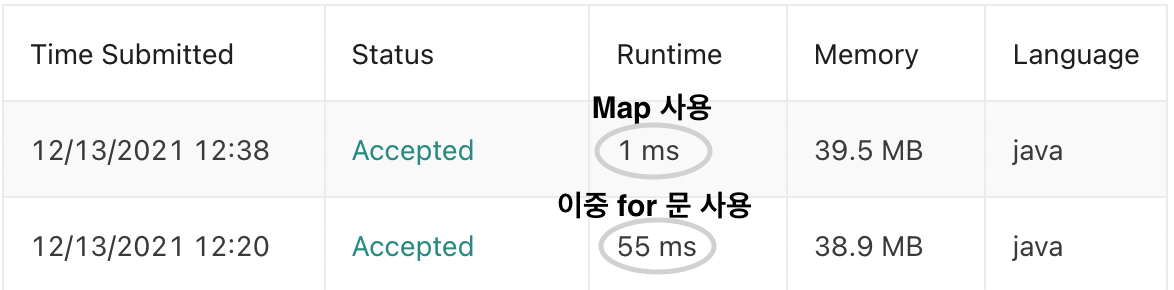 Time Submitted Status Runtime Memory Language
Map 사용
12/13/2021 12:38 Accepted 1 ms 39.5 MB java
이중 for 문 사용
12/13/2021 12:20 Accepted 55 ms 38.9 MB java